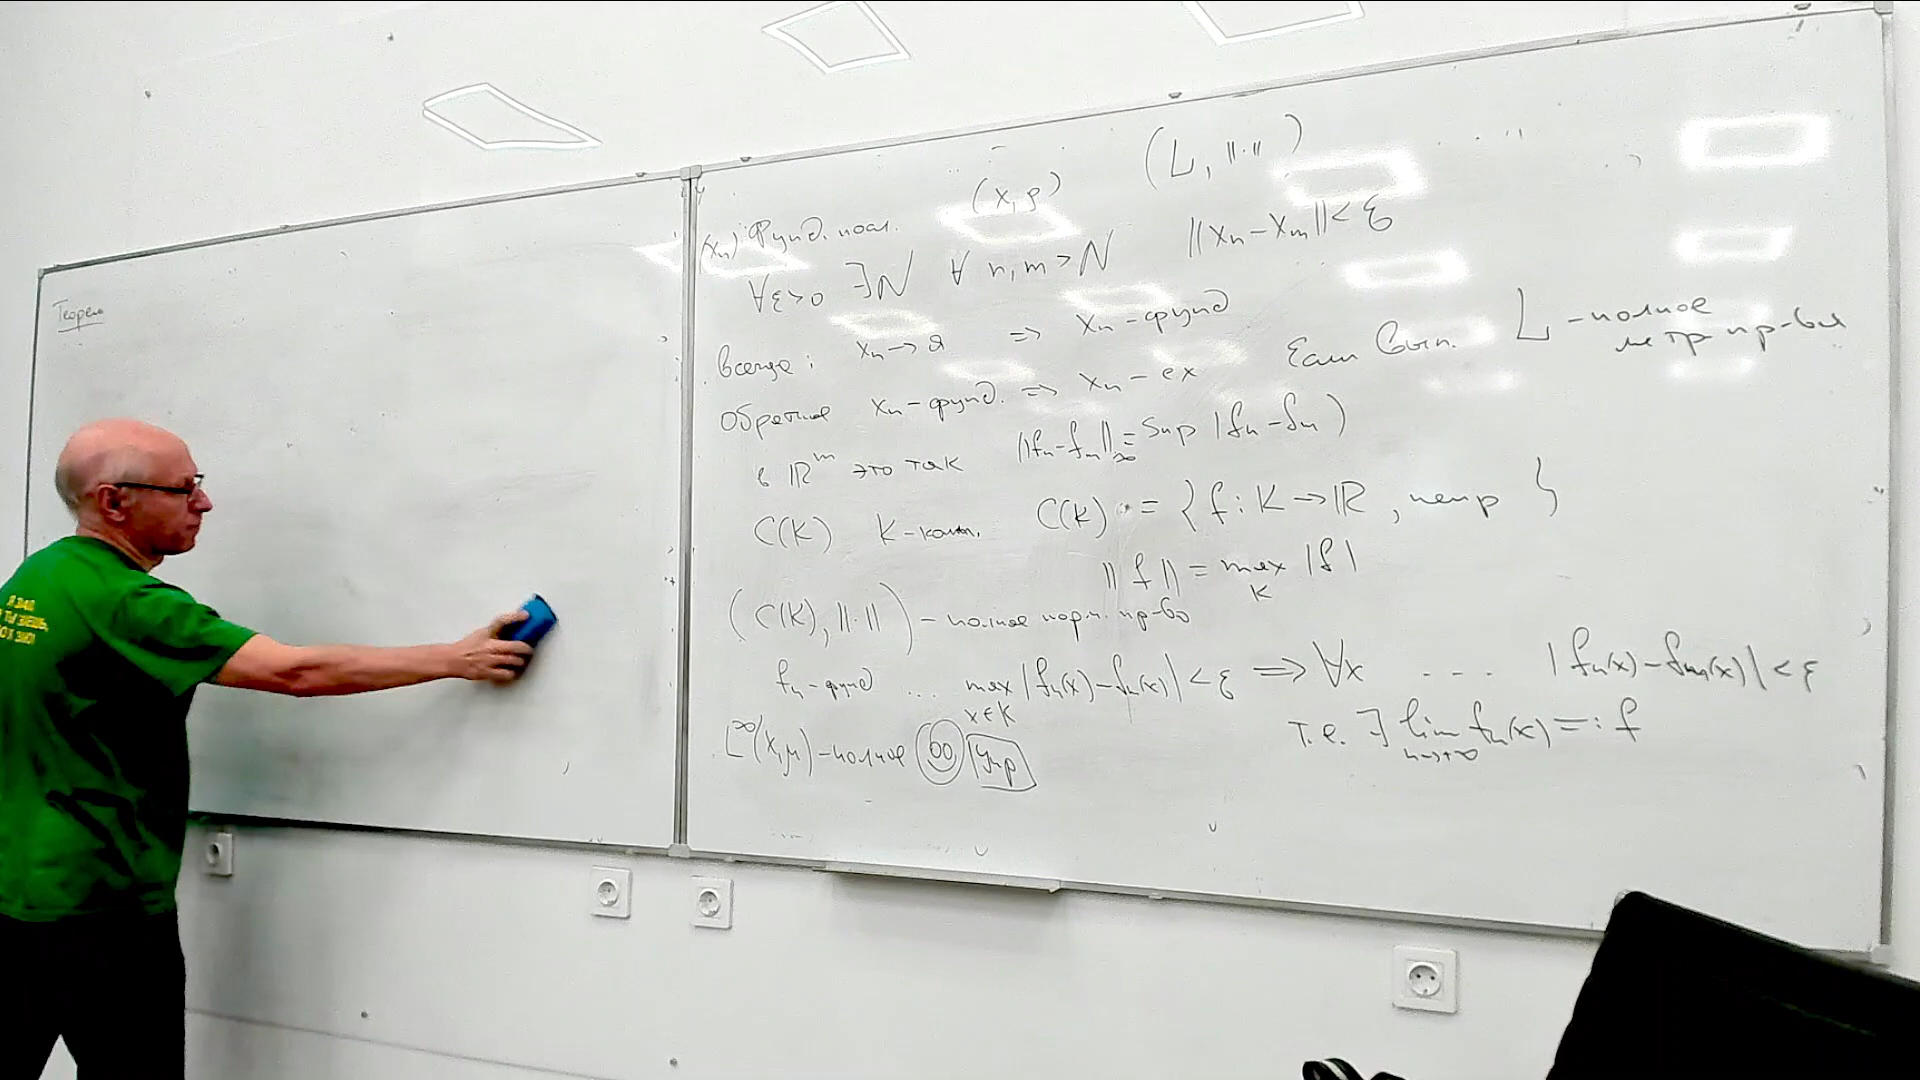 Теорема
(X, ρ) (L, ||·||)
(xₙ) Фунд. посл.
∀ε>0 ∃N ∀ n, m > N ||xₙ - xₘ|| < ε
Всегда: xₙ → a ⇒ xₙ - фунд
Обратное xₙ - фунд. ⇒ xₙ - сх Если вып. L - полное
метр пр-во
в ℝᵐ это так ||fₙ - fₘ||_∞ = sup |fₙ - fₘ|
C(K) K - комп. C(K) := { f : K → ℝ, непр }
||f|| = max_K |f|
(C(K), ||·||) - полное норм. пр-во
fₙ - фунд ... max_{x∈K} |fₙ(x) - fₘ(x)| < ε ⇒ ∀x ... |fₙ(x) - fₘ(x)| < ε
т.е. ∃ lim_{n→+∞} fₙ(x) =: f
L^∞(X, μ) - полное упр
Я ЗНАЛ